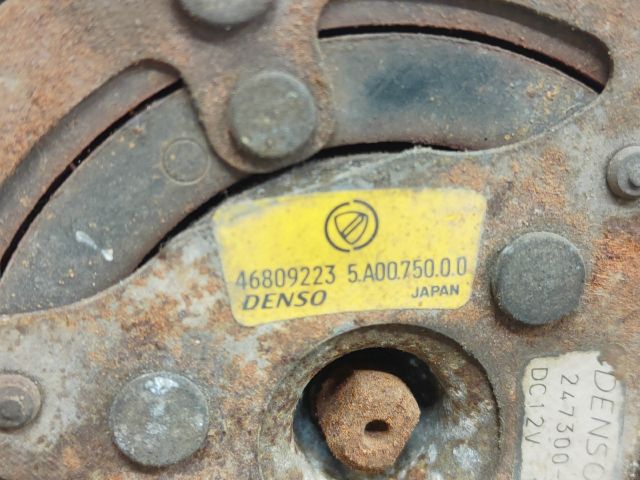 46809223 5.A00.750.0.0
DENSO JAPAN
DENSO
247300-
DC12V